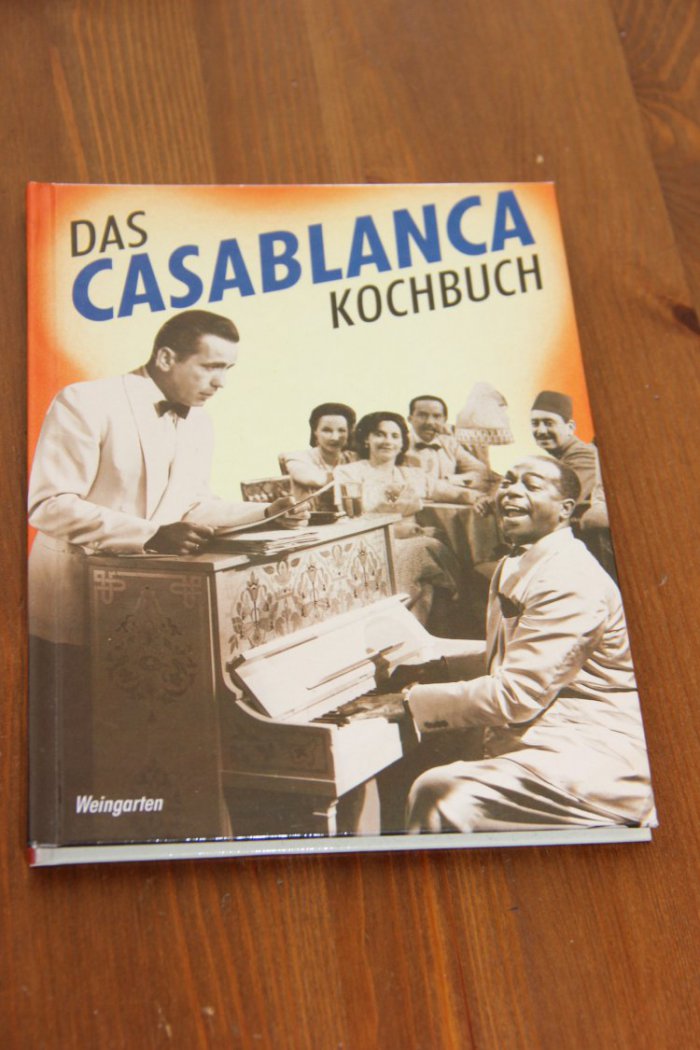 DAS
CASABLANCA
KOCHBUCH
Weingarten